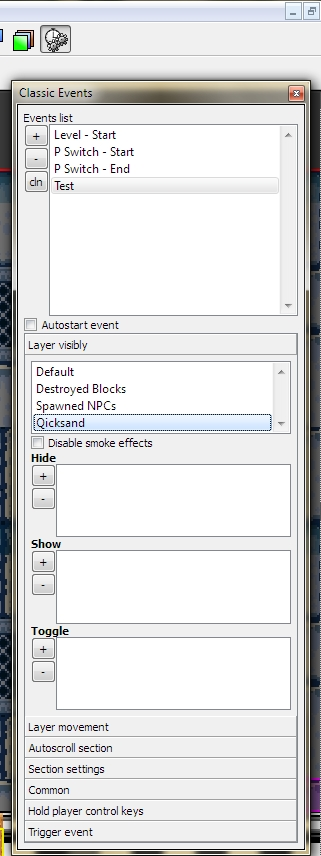 Classic Events
Events list
+
Level - Start
P Switch - Start
-
P Switch - End
cln
Test
Autostart event
Layer visibly
Default
Destroyed Blocks
Spawned NPCs
Qicksand
Disable smoke effects
Hide
+
-
Show
+
-
Toggle
+
-
Layer movement
Autoscroll section
Section settings
Common
Hold player control keys
Trigger event